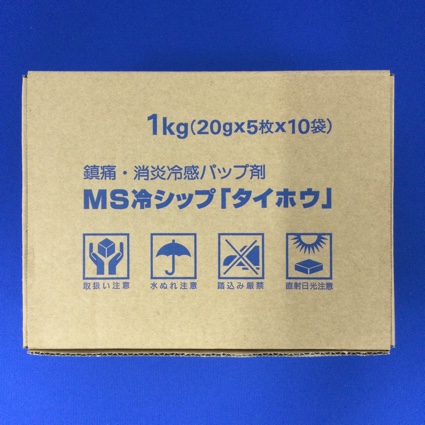 1kg(20g×5枚×10袋)
鎮痛・消炎冷感パップ剤
MS冷シップ「タイホウ」
取扱い注意 水ぬれ注意 踏込み厳禁 直射日光注意